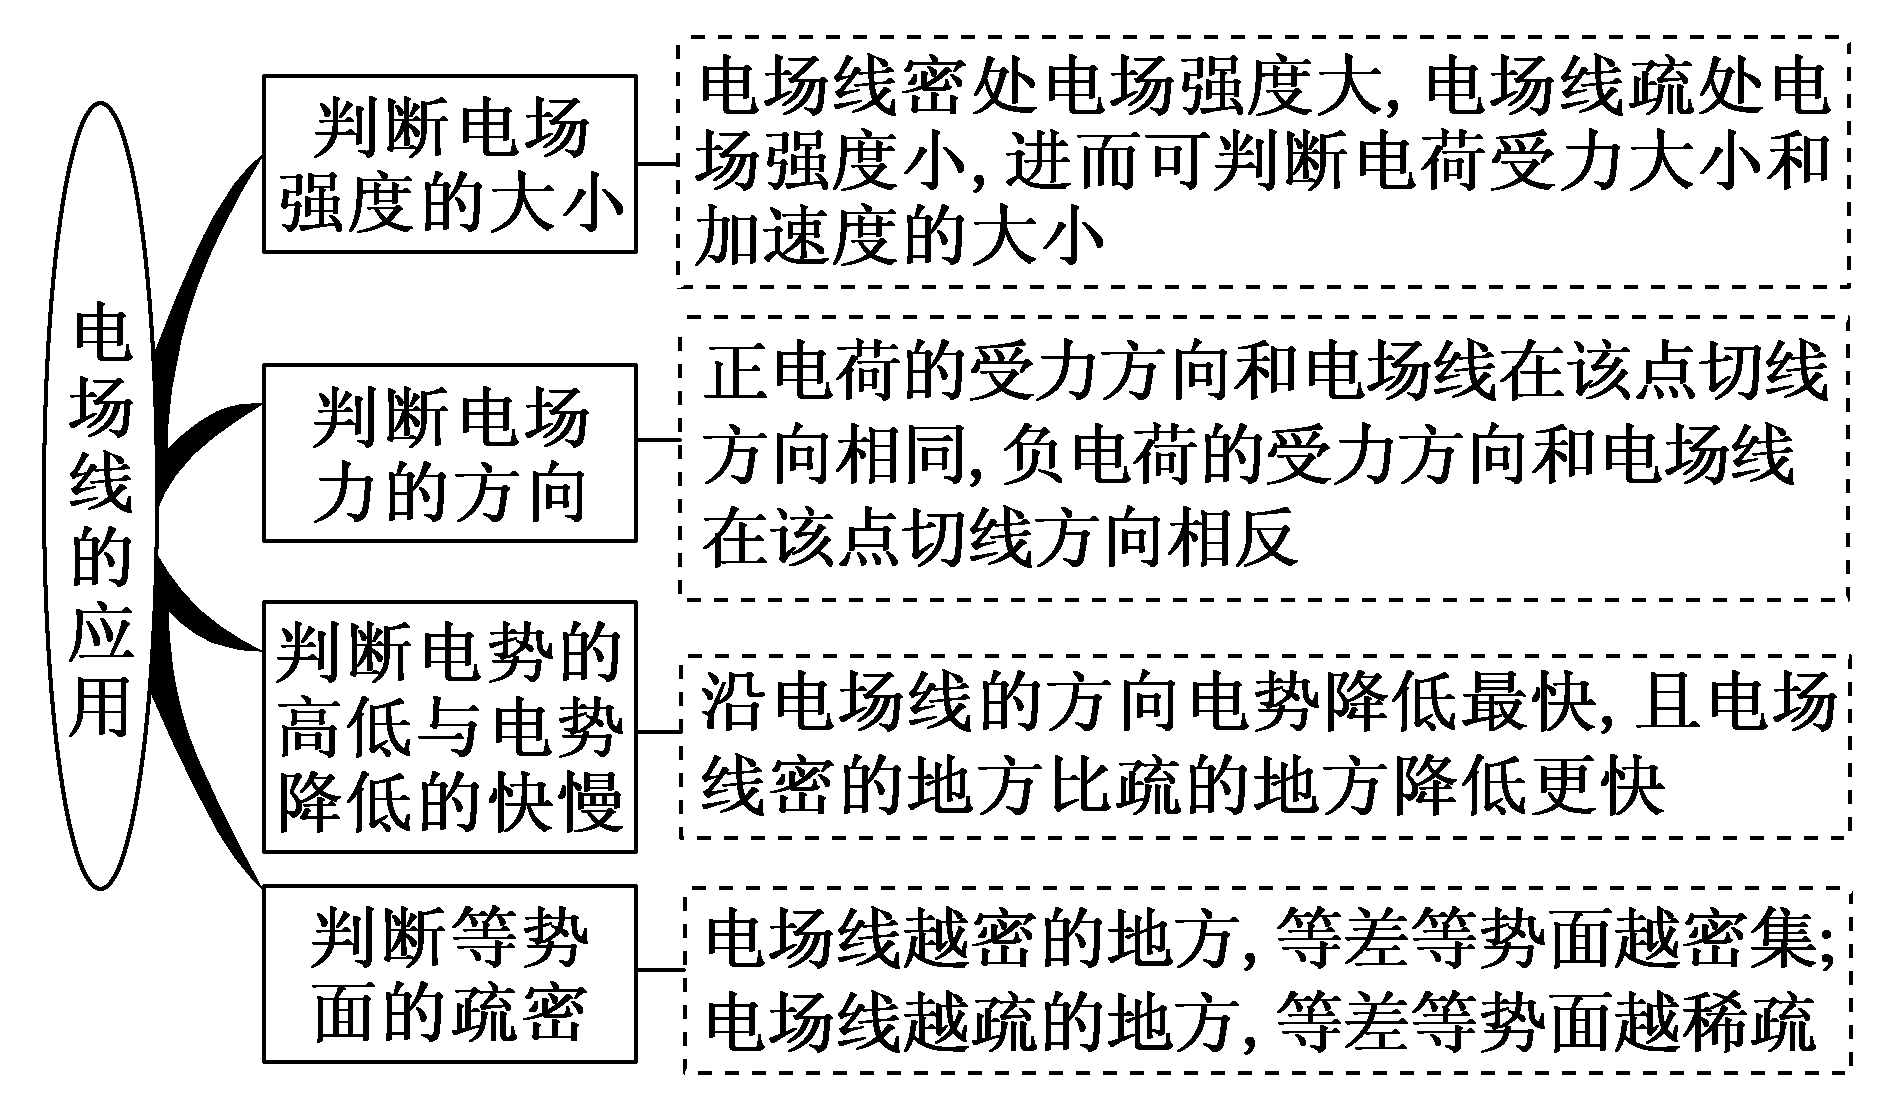 电场线的应用
判断电场
强度的大小
电场线密处电场强度大,电场线疏处电
场强度小,进而可判断电荷受力大小和
加速度的大小
判断电场
力的方向
正电荷的受力方向和电场线在该点切线
方向相同,负电荷的受力方向和电场线
在该点切线方向相反
判断电势的
高低与电势
降低的快慢
沿电场线的方向电势降低最快,且电场
线密的地方比疏的地方降低更快
判断等势
面的疏密
电场线越密的地方,等差等势面越密集;
电场线越疏的地方,等差等势面越稀疏